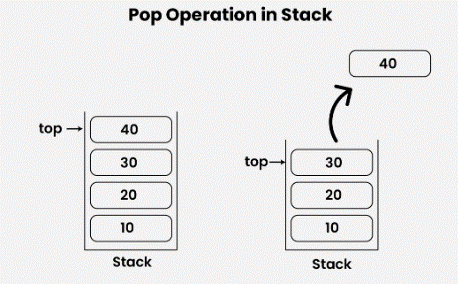 Pop Operation in Stack
40
top → 40
30
20
10
Stack
top → 30
20
10
Stack